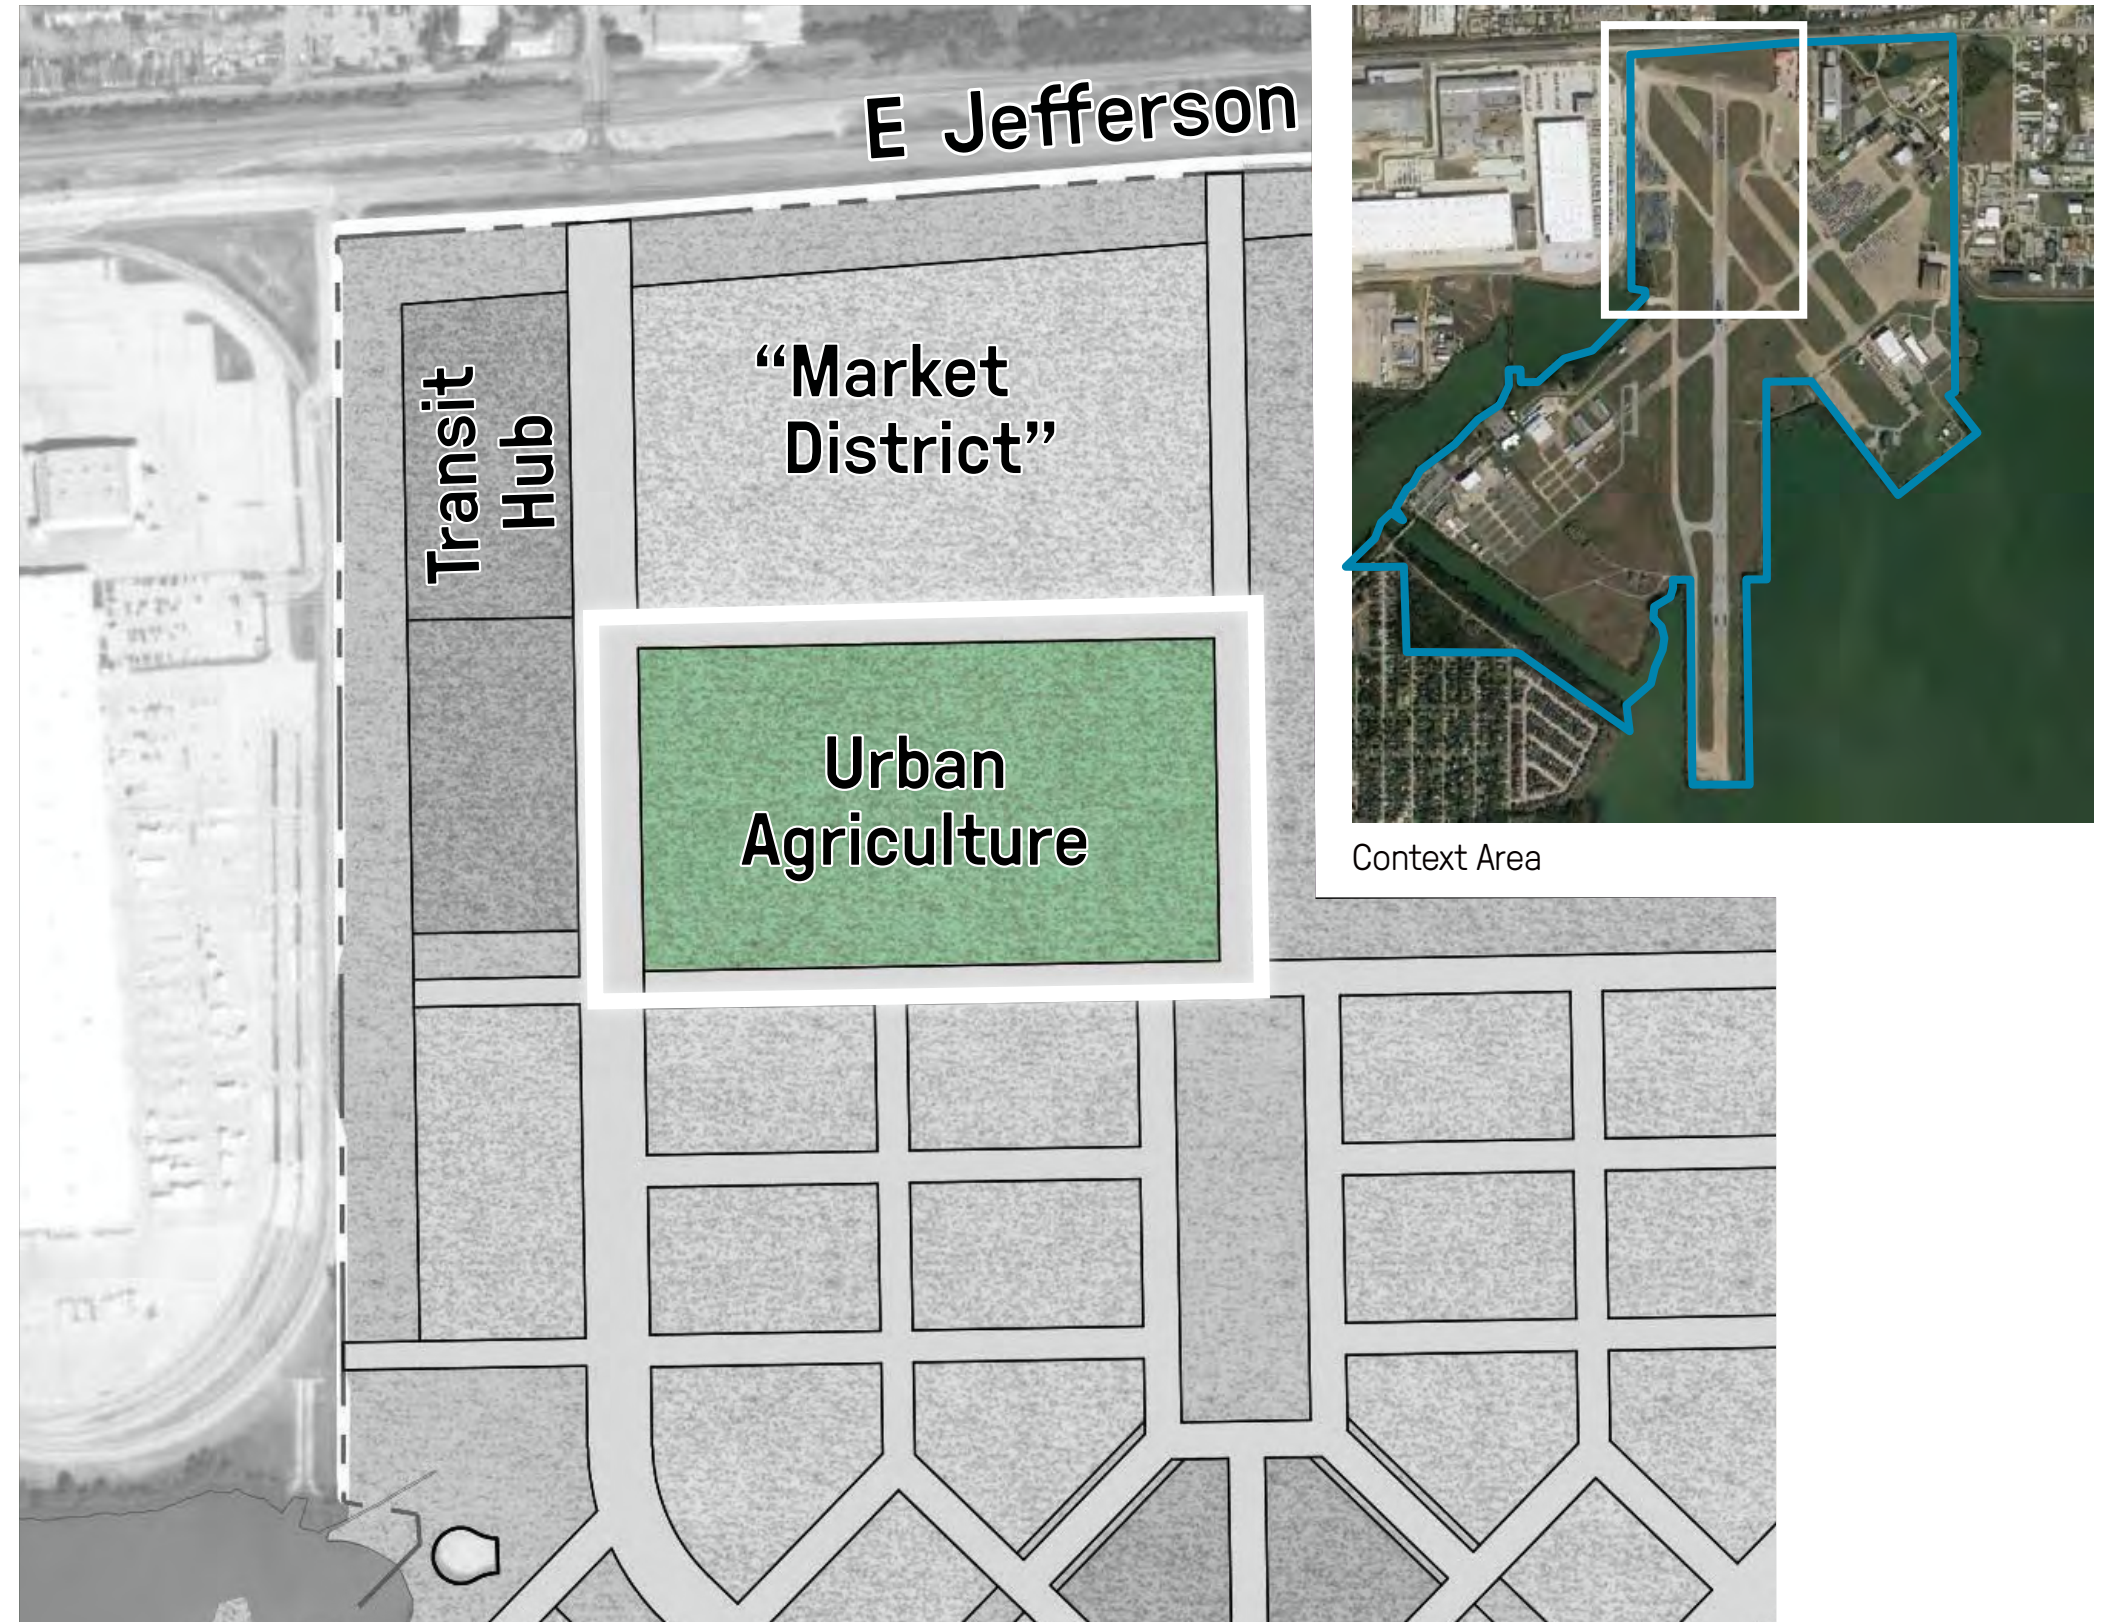 E Jefferson
“Market
District”
Transit
Hub
Urban
Agriculture
Context Area